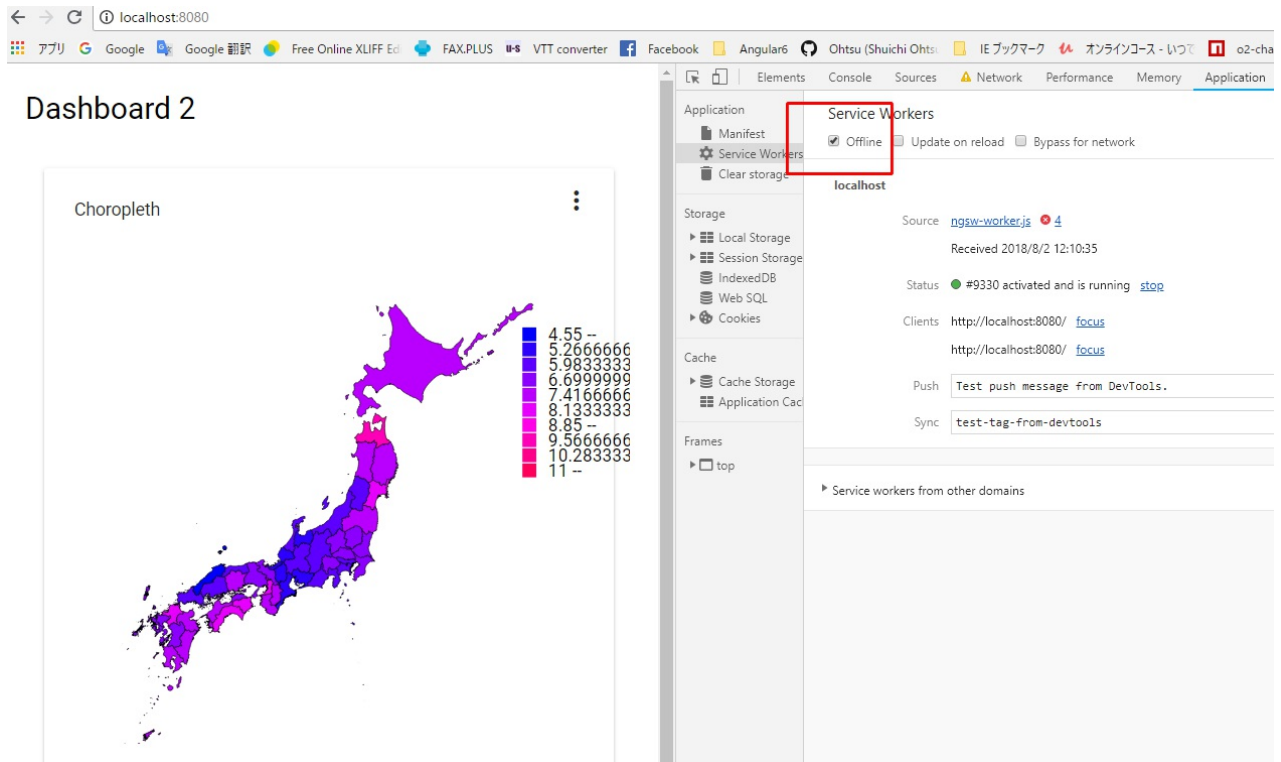 localhost:8080
アプリ Google Google 翻訳 Free Online XLIFF Ed FAX.PLUS VTT converter Facebook Angular6 Ohtsu (Shuichi Ohts IE ブックマーク オンラインコース - いつで o2-cha
Elements Console Sources Network Performance Memory Application
Dashboard 2
Choropleth
4.55 --
5.2666666
5.9833333
6.6999999
7.4166666
8.1333333
8.85 --
9.5666666
10.283333
11 --
Application
Manifest
Service Workers
Clear storage
Storage
Local Storage
Session Storage
IndexedDB
Web SQL
Cookies
Cache
Cache Storage
Application Cac
Frames
top
Service Workers
Offline Update on reload Bypass for network
localhost
Source ngsw-worker.js 4
Received 2018/8/2 12:10:35
Status #9330 activated and is running stop
Clients http://localhost:8080/ focus
http://localhost:8080/ focus
Push Test push message from DevTools.
Sync test-tag-from-devtools
Service workers from other domains